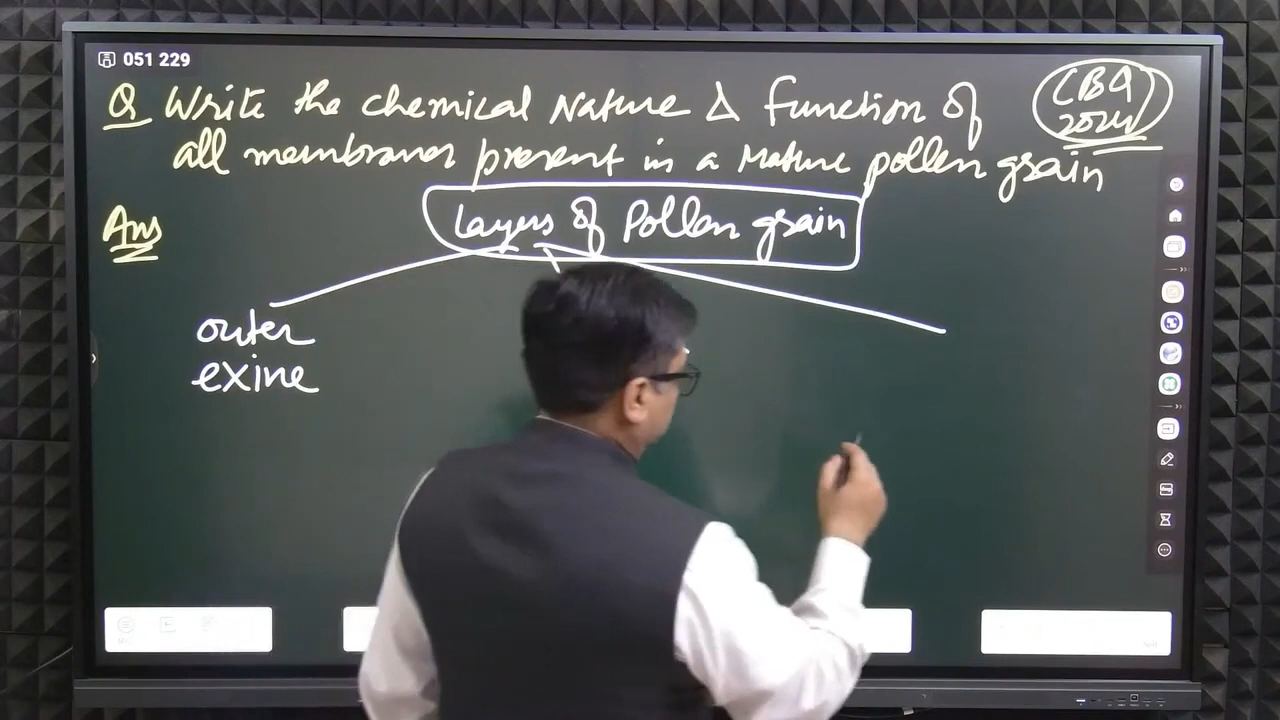 051 229
Q Write the chemical Nature & function of
all membranes present in a Mature pollen grain
CBQ
2024
Ans
Layers of Pollen grain
outer
exine